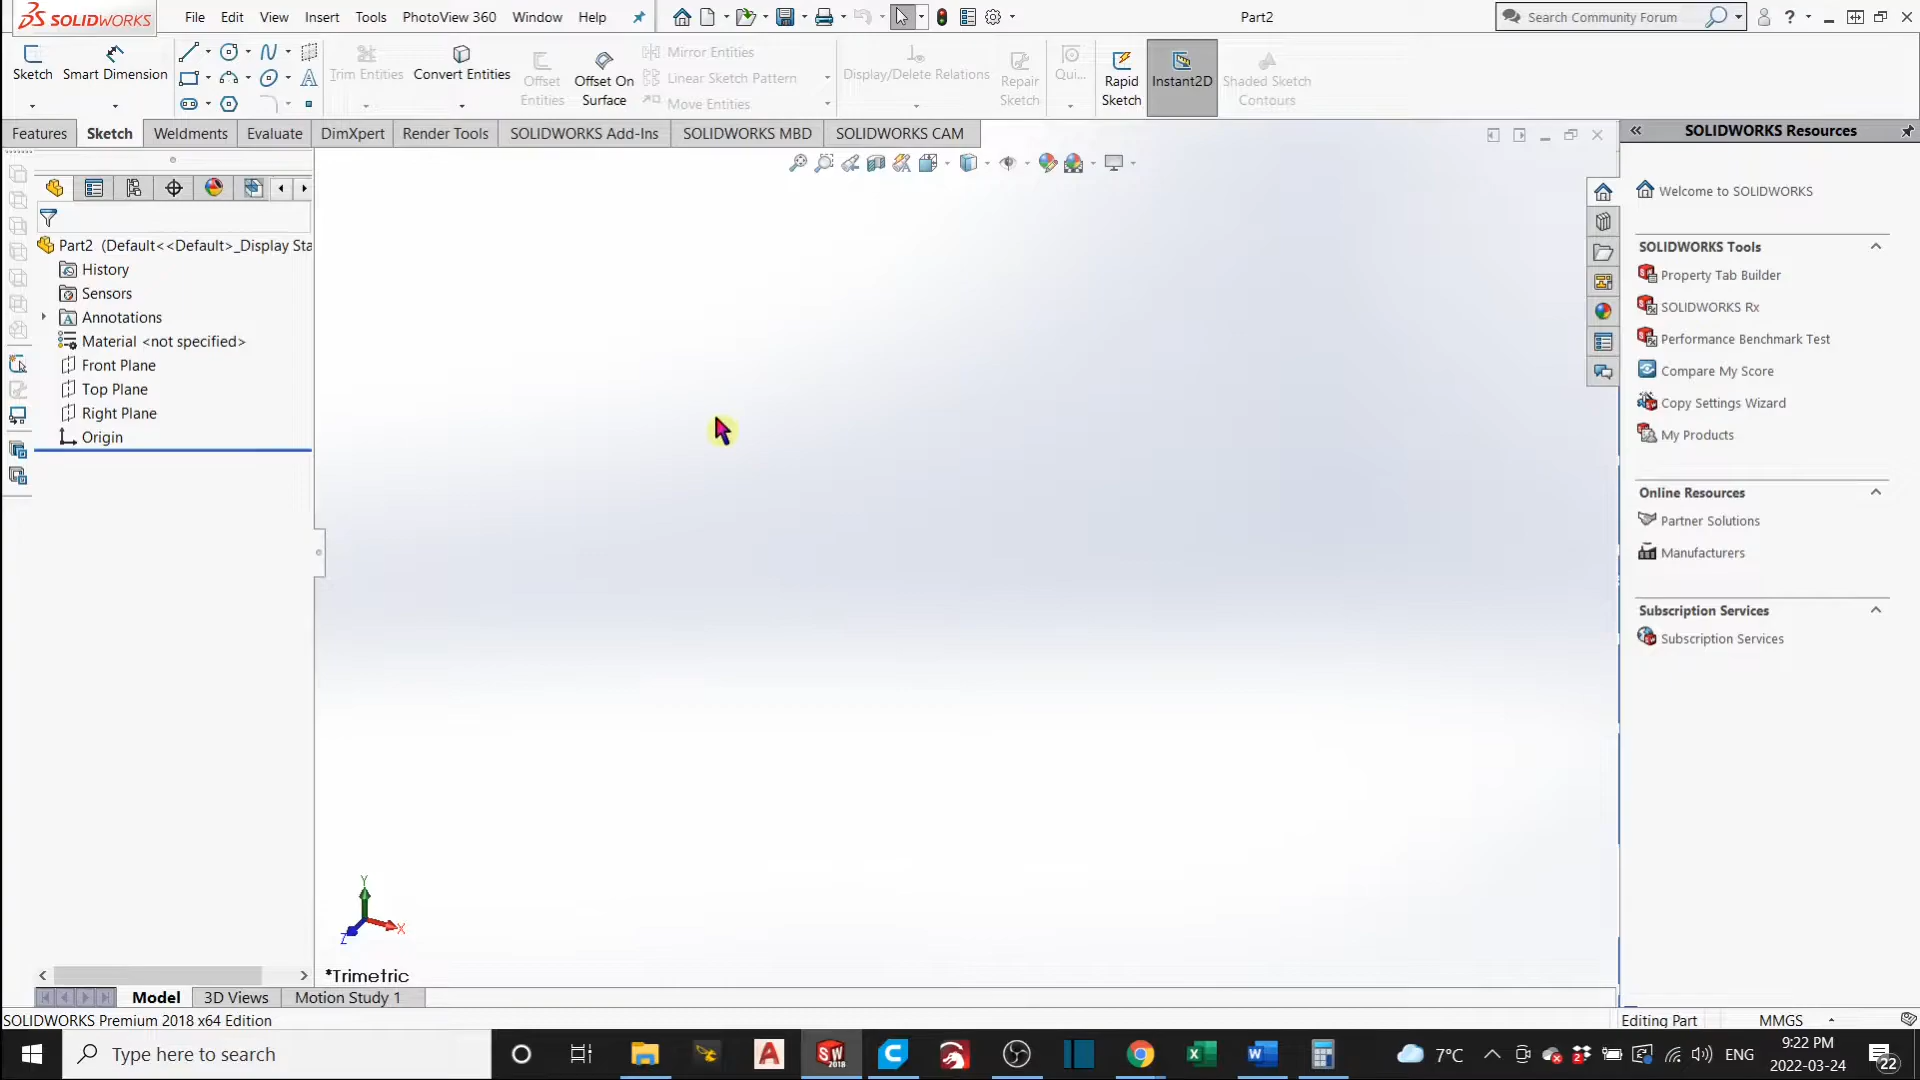 SOLIDWORKS File Edit View Insert Tools PhotoView 360 Window Help Part2 Search Community Forum
Sketch Smart Dimension Trim Entities Convert Entities Offset Entities Offset On Surface Mirror Entities Linear Sketch Pattern Move Entities Display/Delete Relations Repair Sketch Qui... Rapid Sketch Instant2D Shaded Sketch Contours
Features Sketch Weldments Evaluate DimXpert Render Tools SOLIDWORKS Add-Ins SOLIDWORKS MBD SOLIDWORKS CAM
Part2 (Default<<Default>_Display Sta
History
Sensors
Annotations
Material <not specified>
Front Plane
Top Plane
Right Plane
Origin
SOLIDWORKS Resources
Welcome to SOLIDWORKS
SOLIDWORKS Tools
Property Tab Builder
SOLIDWORKS Rx
Performance Benchmark Test
Compare My Score
Copy Settings Wizard
My Products
Online Resources
Partner Solutions
Manufacturers
Subscription Services
Subscription Services
Y
X
Z
*Trimetric
Model 3D Views Motion Study 1
SOLIDWORKS Premium 2018 x64 Edition Editing Part MMGS
Type here to search SW 2018 7°C ENG 9:22 PM
2022-03-24 22